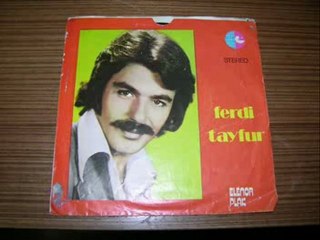 STEREO
ferdi
tayfur
ELENOR
PLAK